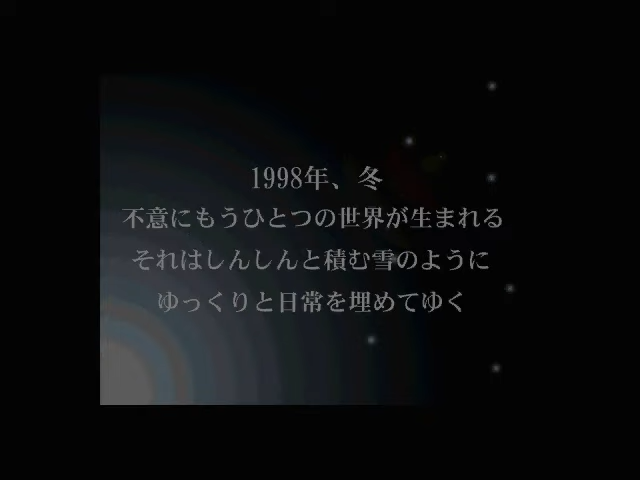 1998年、冬
不意にもうひとつの世界が生まれる
それはしんしんと積む雪のように
ゆっくりと日常を埋めてゆく